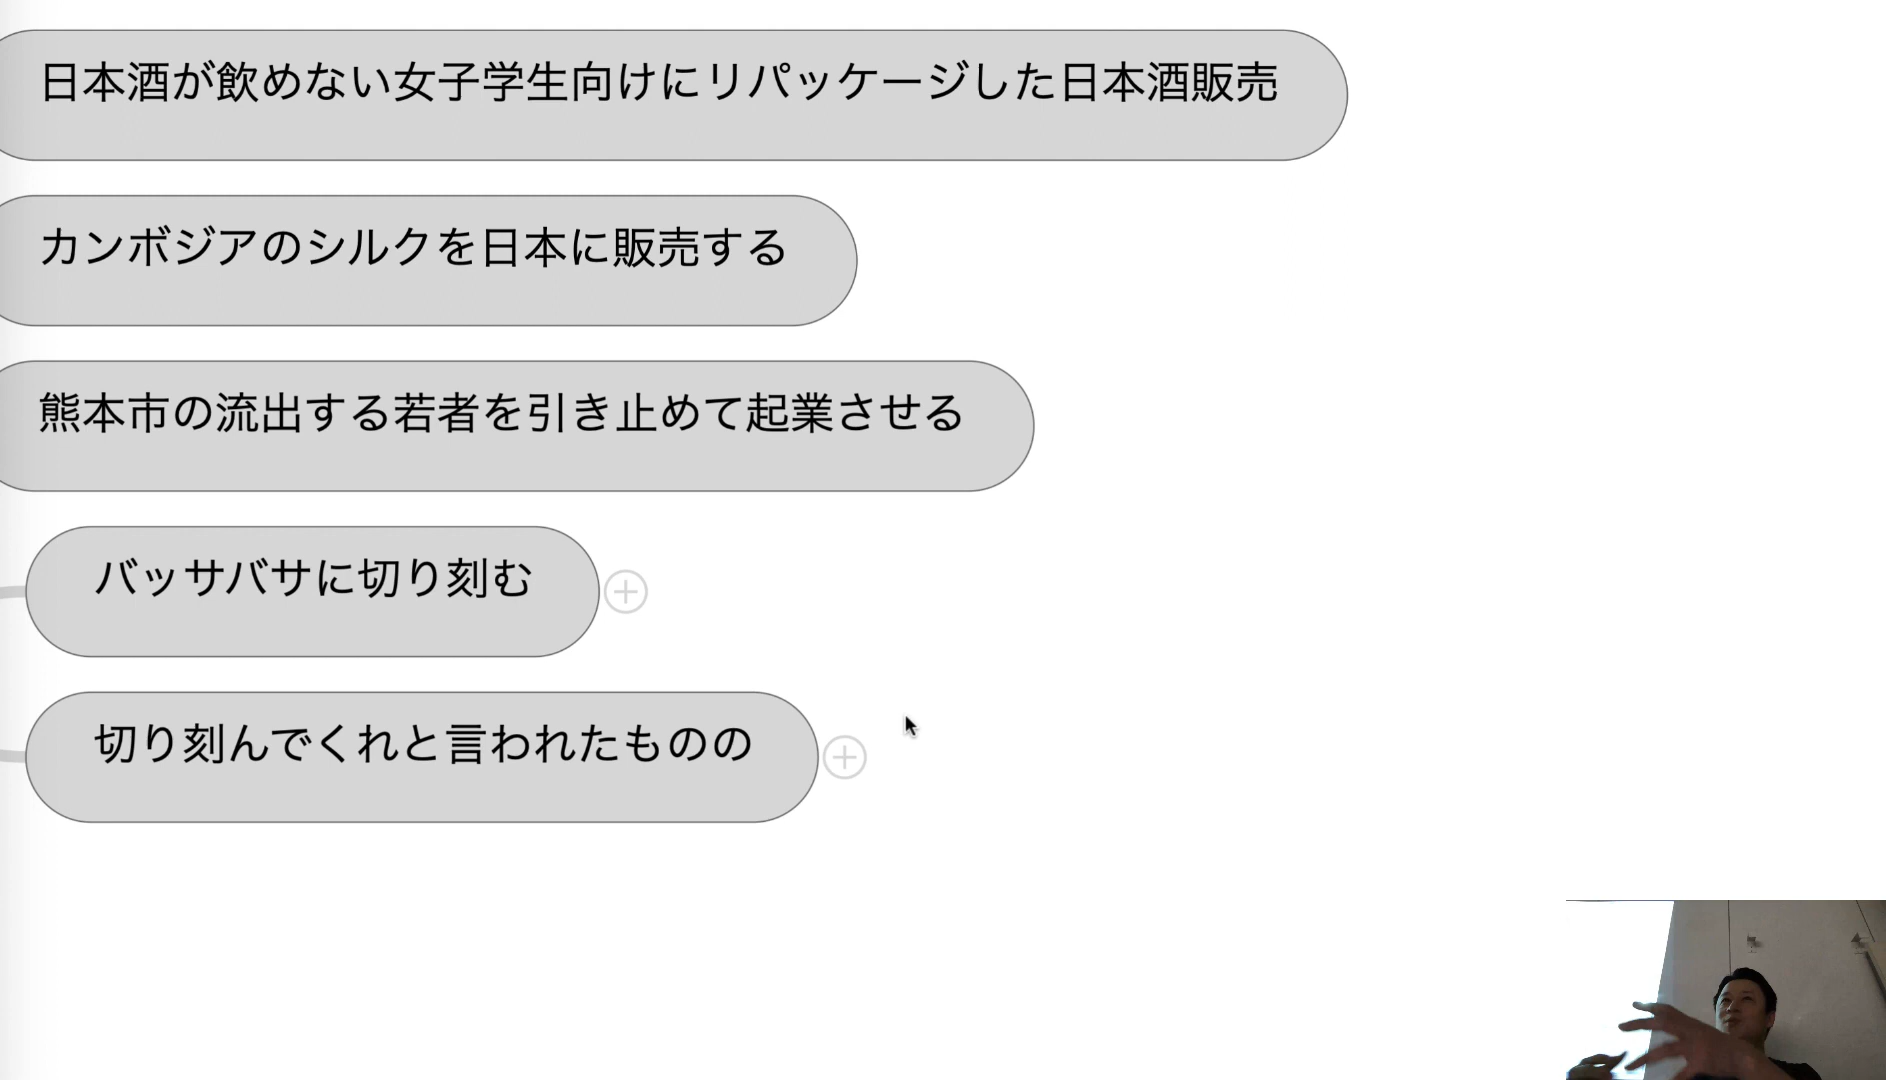 日本酒が飲めない女子学生向けにリパッケージした日本酒販売
カンボジアのシルクを日本に販売する
熊本市の流出する若者を引き止めて起業させる
バッサバサに切り刻む
切り刻んでくれと言われたものの